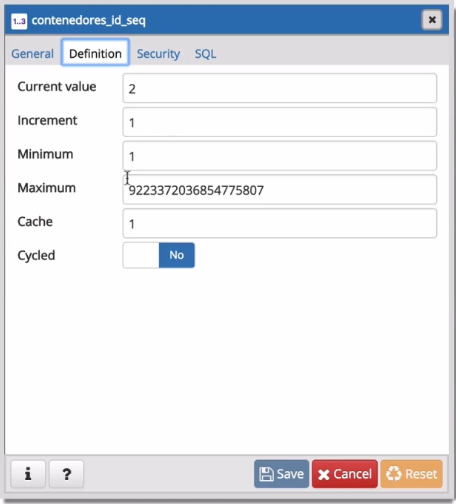 1..3 contenedores_id_seq
General Definition Security SQL
Current value 2
Increment 1
Minimum 1
Maximum 9223372036854775807
Cache 1
Cycled No
i ? Save Cancel Reset